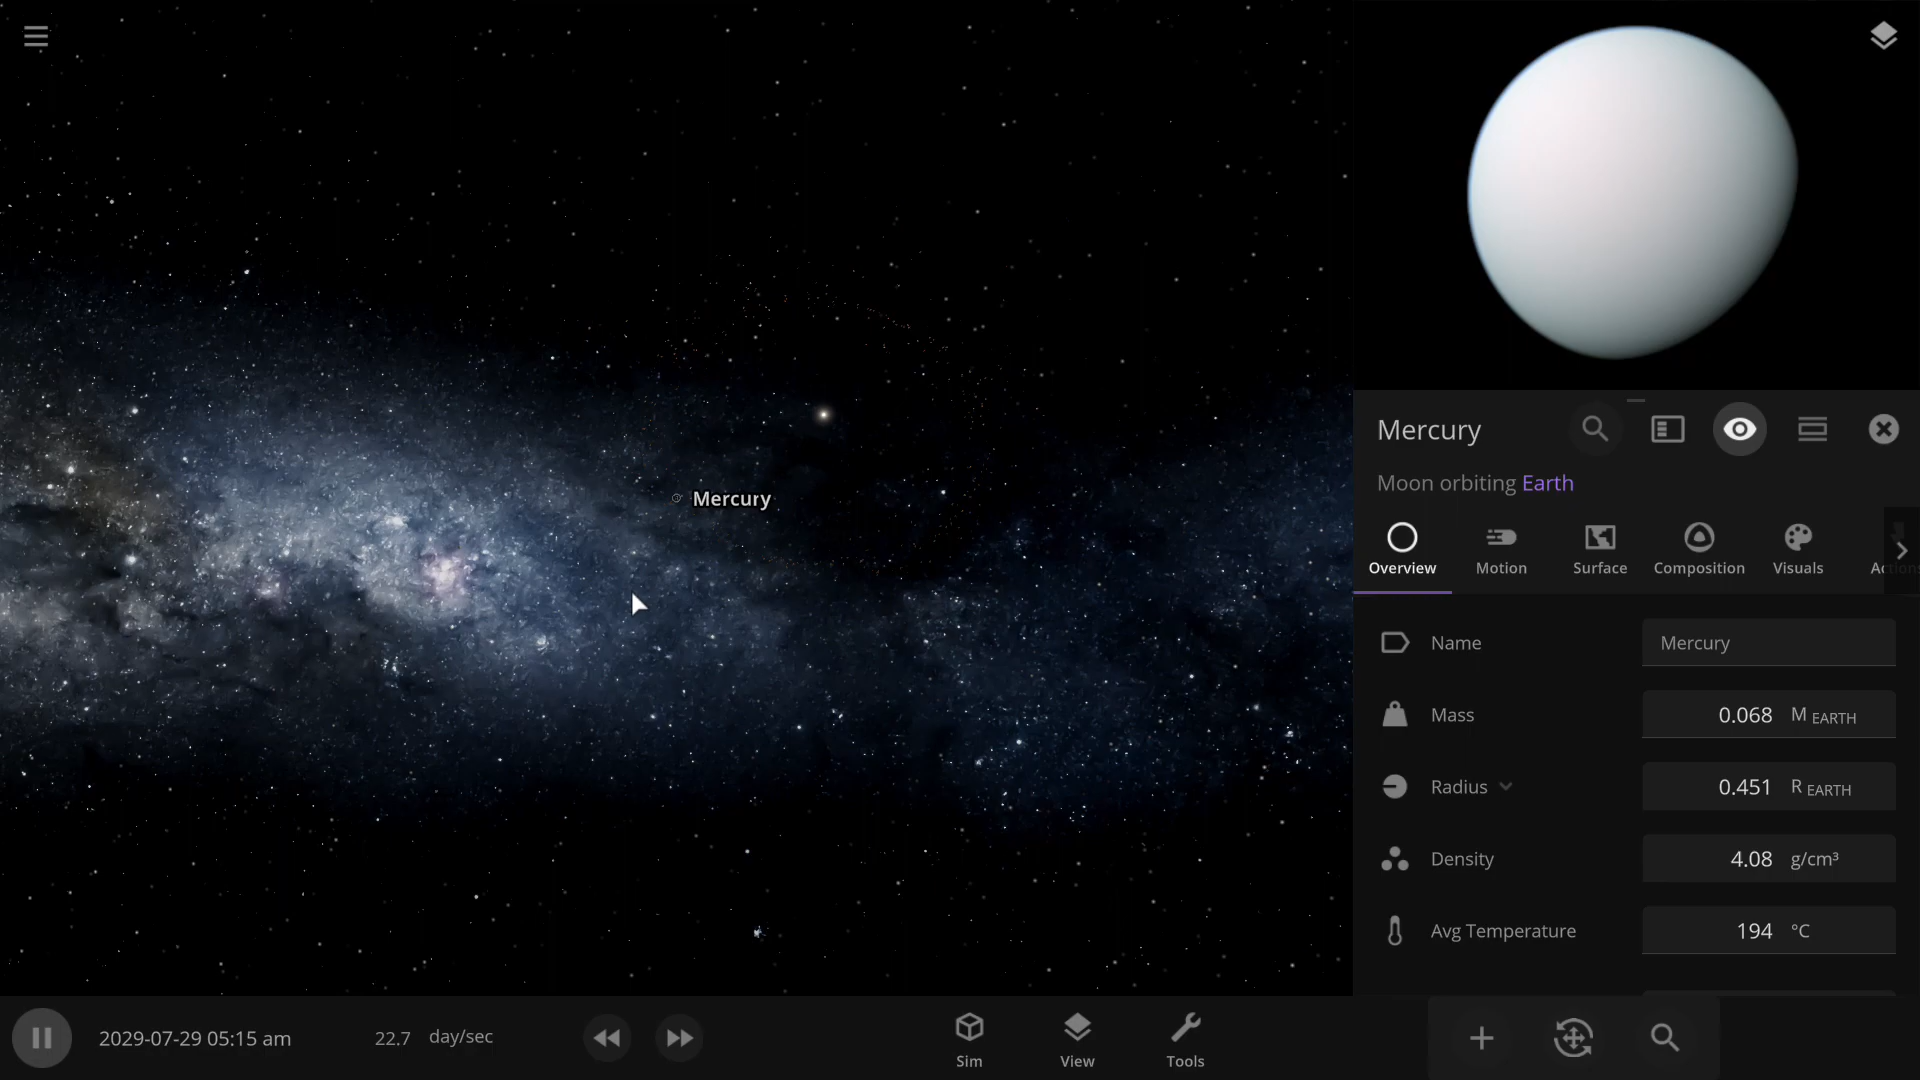 Mercury
Mercury
Moon orbiting Earth
Overview
Motion
Surface
Composition
Visuals
Name
Mercury
Mass
0.068 M EARTH
Radius
0.451 R EARTH
Density
4.08 g/cm³
Avg Temperature
194 °C
2029-07-29 05:15 am
22.7 day/sec
Sim
View
Tools